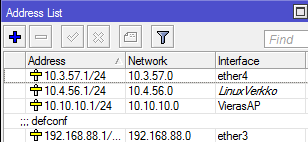 Address List
Find
Address Network Interface
10.3.57.1/24 10.3.57.0 ether4
10.4.56.1/24 10.4.56.0 LinuxVerkko
10.10.10.1/24 10.10.10.0 VierasAP
;;; defconf
192.168.88.1/... 192.168.88.0 ether3